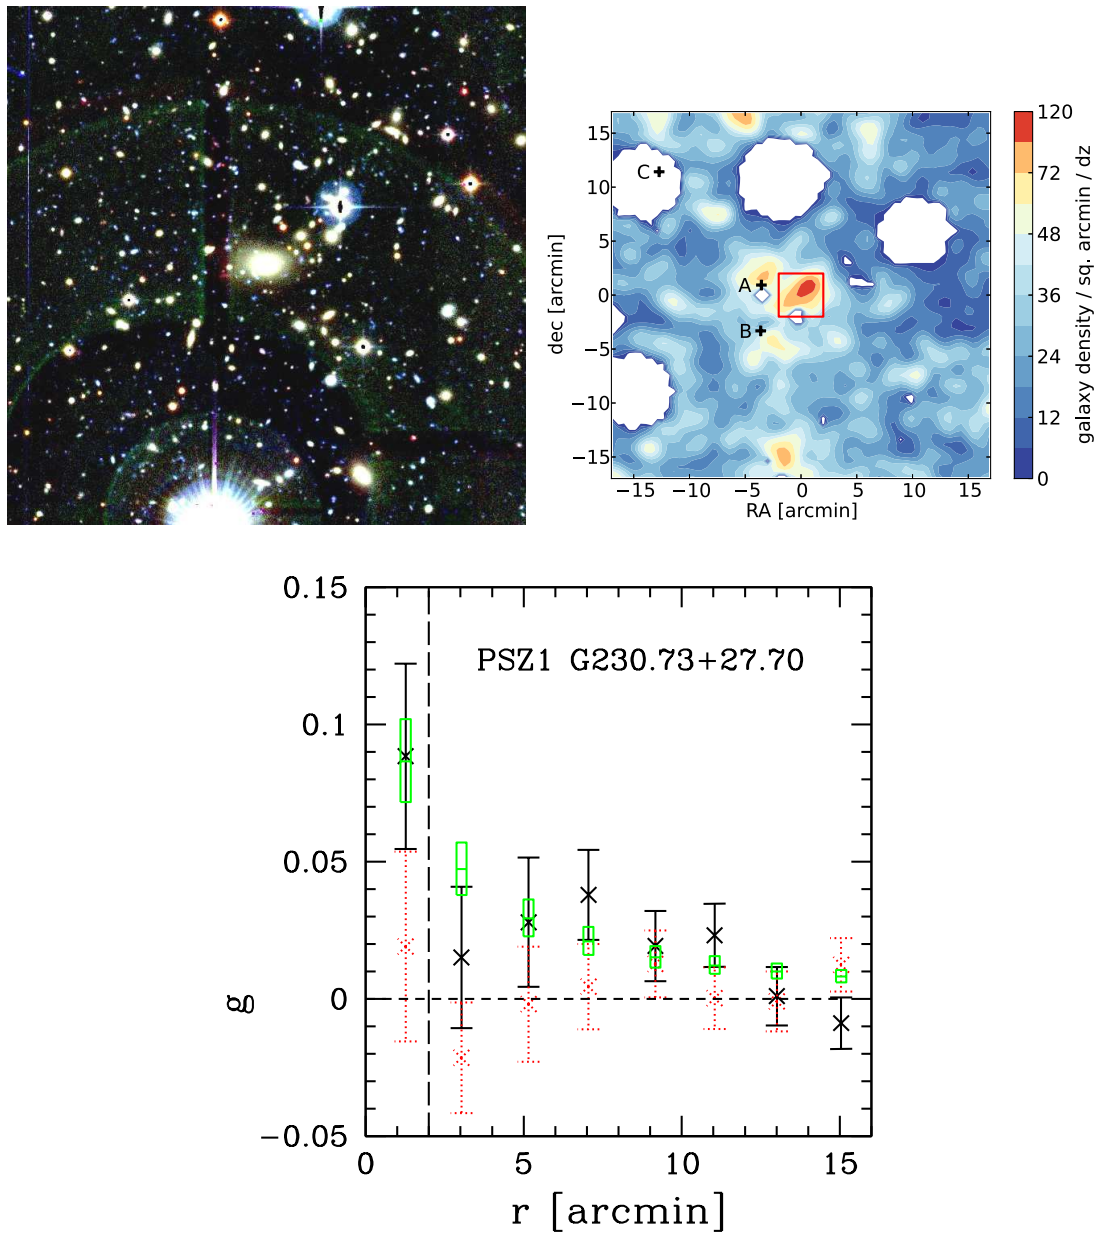 15
10
5
0
−5
−10
−15
C
A
B
dec [arcmin]
−15 −10 −5 0 5 10 15
RA [arcmin]
120
72
48
36
24
12
0
galaxy density / sq. arcmin / dz
0.15
0.1
0.05
0
−0.05
PSZ1 G230.73+27.70
g
0 5 10 15
r [arcmin]